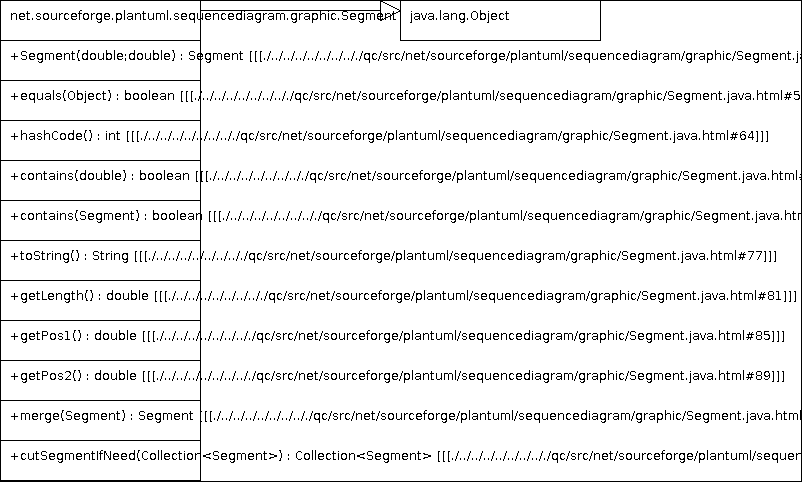 net.sourceforge.plantuml.sequencediagram.graphic.Segment
java.lang.Object
+Segment(double;double) : Segment [[[./../../../../../../../../qc/src/net/sourceforge/plantuml/sequencediagram/graphic/Segment.ja
+equals(Object) : boolean [[[./../../../../../../../../qc/src/net/sourceforge/plantuml/sequencediagram/graphic/Segment.java.html#5
+hashCode() : int [[[./../../../../../../../../qc/src/net/sourceforge/plantuml/sequencediagram/graphic/Segment.java.html#64]]]
+contains(double) : boolean [[[./../../../../../../../../qc/src/net/sourceforge/plantuml/sequencediagram/graphic/Segment.java.html
+contains(Segment) : boolean [[[./../../../../../../../../qc/src/net/sourceforge/plantuml/sequencediagram/graphic/Segment.java.htm
+toString() : String [[[./../../../../../../../../qc/src/net/sourceforge/plantuml/sequencediagram/graphic/Segment.java.html#77]]]
+getLength() : double [[[./../../../../../../../../qc/src/net/sourceforge/plantuml/sequencediagram/graphic/Segment.java.html#81]]]
+getPos1() : double [[[./../../../../../../../../qc/src/net/sourceforge/plantuml/sequencediagram/graphic/Segment.java.html#85]]]
+getPos2() : double [[[./../../../../../../../../qc/src/net/sourceforge/plantuml/sequencediagram/graphic/Segment.java.html#89]]]
+merge(Segment) : Segment [[[./../../../../../../../../qc/src/net/sourceforge/plantuml/sequencediagram/graphic/Segment.java.html
+cutSegmentIfNeed(Collection<Segment>) : Collection<Segment> [[[./../../../../../../../../qc/src/net/sourceforge/plantuml/sequen